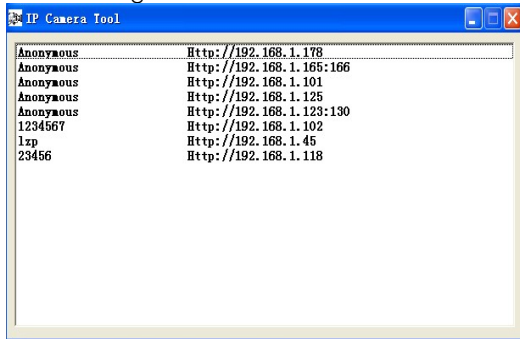 IP Camera Tool
Anonymous Http://192.168.1.178
Anonymous Http://192.168.1.165:166
Anonymous Http://192.168.1.101
Anonymous Http://192.168.1.125
Anonymous Http://192.168.1.123:130
1234567 Http://192.168.1.102
lzp Http://192.168.1.45
23456 Http://192.168.1.118